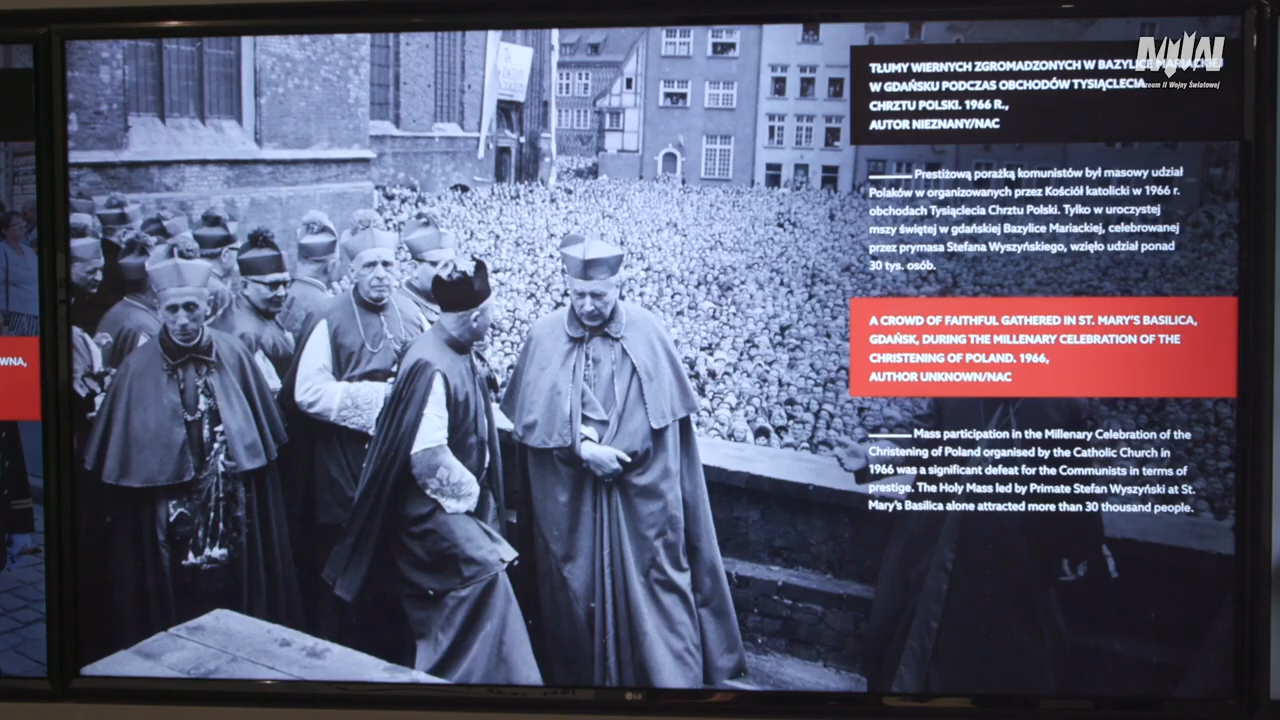 TŁUMY WIERNYCH ZGROMADZONYCH W BAZYLICE MARIACKIEJ
W GDAŃSKU PODCZAS OBCHODÓW TYSIĄCLECIA
CHRZTU POLSKI. 1966 R.,
AUTOR NIEZNANY/NAC
Prestiżową porażką komunistów był masowy udział
Polaków w organizowanych przez Kościół katolicki w 1966 r.
obchodach Tysiąclecia Chrztu Polski. Tylko w uroczystej
mszy świętej w gdańskiej Bazylice Mariackiej, celebrowanej
przez prymasa Stefana Wyszyńskiego, wzięło udział ponad
30 tys. osób.
A CROWD OF FAITHFUL GATHERED IN ST. MARY'S BASILICA,
GDAŃSK, DURING THE MILLENARY CELEBRATION OF THE
CHRISTENING OF POLAND. 1966,
AUTHOR UNKNOWN/NAC
Mass participation in the Millenary Celebration of the
Christening of Poland organised by the Catholic Church in
1966 was a significant defeat for the Communists in terms of
prestige. The Holy Mass led by Primate Stefan Wyszyński at St.
Mary's Basilica alone attracted more than 30 thousand people.
WNA,
II Wojny Światowej
LG